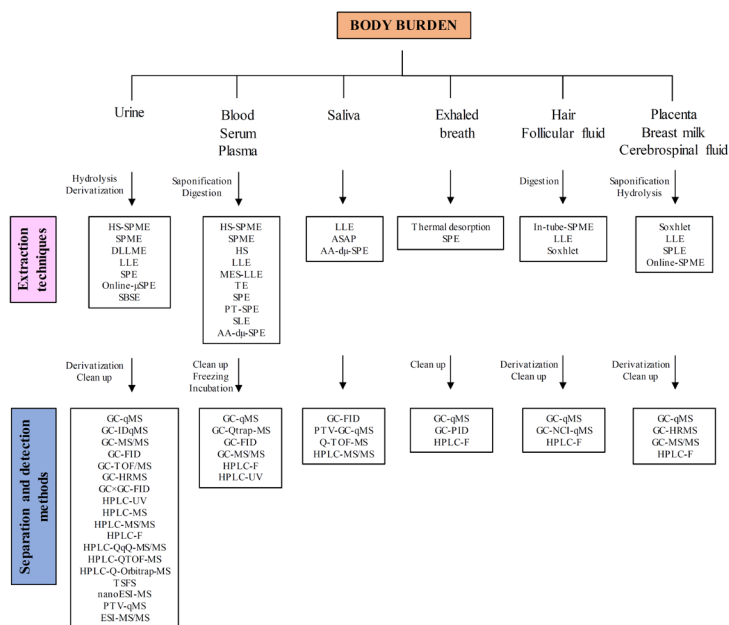 BODY BURDEN
Urine
Blood
Serum
Plasma
Saliva
Exhaled
breath
Hair
Follicular fluid
Placenta
Breast milk
Cerebrospinal fluid
Hydrolysis
Derivatization
Saponification
Digestion
Digestion
Saponification
Hydrolysis
Extraction
techniques
HS-SPME
SPME
DLLME
LLE
SPE
Online-μSPE
SBSE
HS-SPME
SPME
HS
LLE
MES-LLE
TE
SPE
PT-SPE
SLE
AA-dμ-SPE
LLE
ASAP
AA-dμ-SPE
Thermal desorption
SPE
In-tube-SPME
LLE
Soxhlet
Soxhlet
LLE
SPLE
Online-SPME
Derivatization
Clean up
Clean up
Freezing
Incubation
Clean up
Derivatization
Clean up
Derivatization
Clean up
Separation and detection
methods
GC-qMS
GC-IDqMS
GC-MS/MS
GC-FID
GC-TOF/MS
GC-HRMS
GC×GC-FID
HPLC-UV
HPLC-MS
HPLC-MS/MS
HPLC-F
HPLC-QqQ-MS/MS
HPLC-QTOF-MS
HPLC-Q-Orbitrap-MS
TSFS
nanoESI-MS
PTV-qMS
ESI-MS/MS
GC-qMS
GC-Qtrap-MS
GC-FID
GC-MS/MS
HPLC-F
HPLC-UV
GC-FID
PTV-GC-qMS
Q-TOF-MS
HPLC-MS/MS
GC-qMS
GC-PID
HPLC-F
GC-qMS
GC-NCI-qMS
HPLC-F
GC-qMS
GC-HRMS
GC-MS/MS
HPLC-F